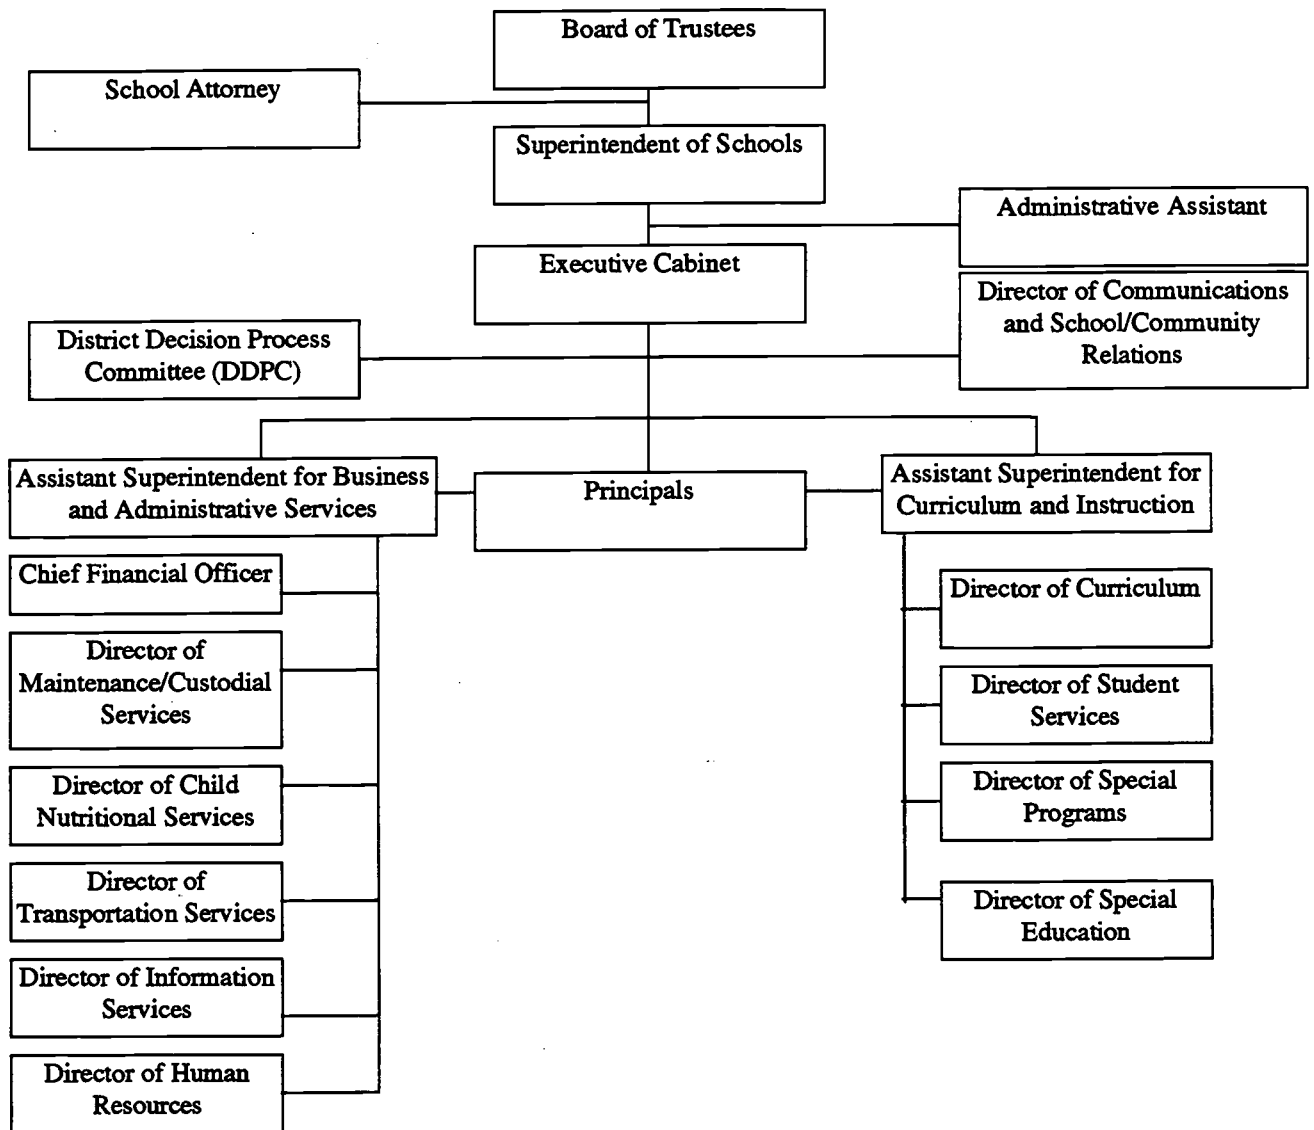 Board of Trustees
School Attorney
Superintendent of Schools
Administrative Assistant
Executive Cabinet
Director of Communications
and School/Community
Relations
District Decision Process
Committee (DDPC)
Assistant Superintendent for Business
and Administrative Services
Principals
Assistant Superintendent for
Curriculum and Instruction
Chief Financial Officer
Director of
Maintenance/Custodial
Services
Director of Child
Nutritional Services
Director of
Transportation Services
Director of Information
Services
Director of Human
Resources
Director of Curriculum
Director of Student
Services
Director of Special
Programs
Director of Special
Education